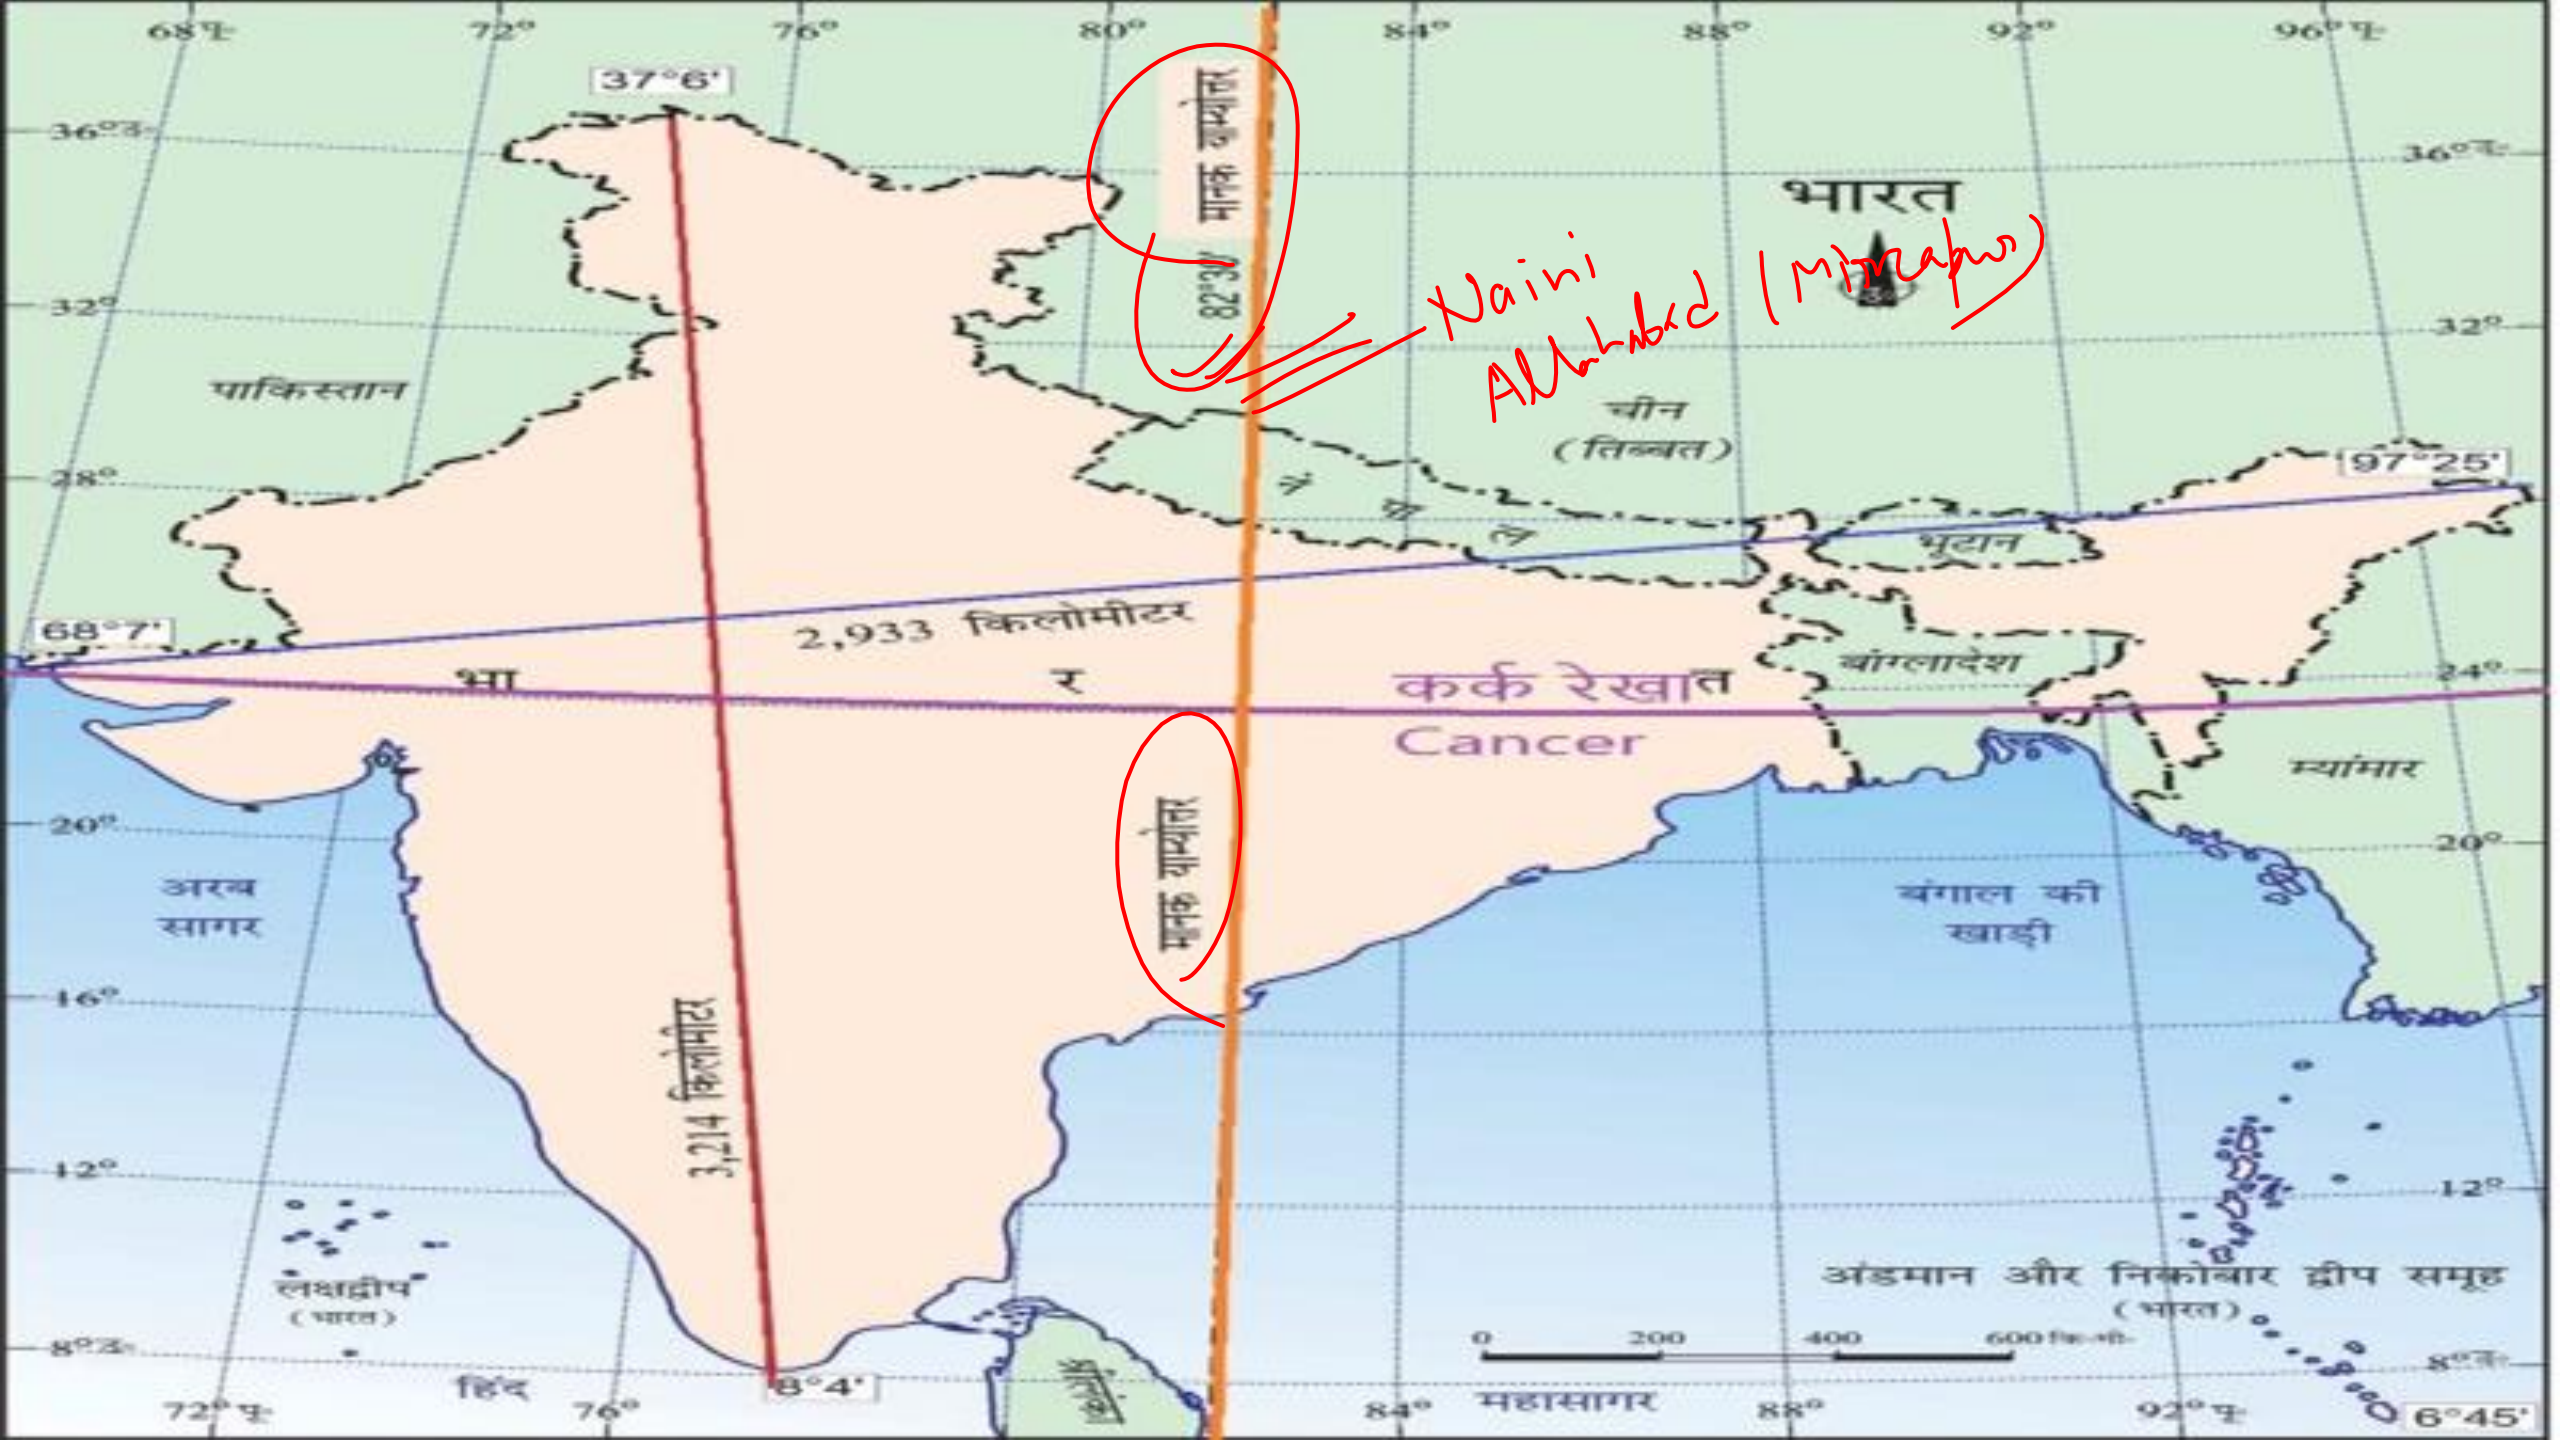 68°पू. 72° 76° 80° 84° 88° 92° 96° पू.
37°6'
मानक याम्योत्तर
82°30'
36°उ. 36°उ.
भारत
Naini
Allahabad (Mirzapur)
32° 32°
पाकिस्तान
चीन
(तिब्बत)
28°
97°25'
ने
पा
ल
भूटान
68°7'
2,933 किलोमीटर
बांग्लादेश
24°
भा र त
कर्क रेखा
Cancer
म्यांमार
मानक याम्योत्तर
20° 20°
अरब
सागर
बंगाल की
खाड़ी
16°
3,214 किलोमीटर
12° 12°
लक्षद्वीप
(भारत)
अंडमान और निकोबार द्वीप समूह
(भारत)
0 200 400 600 कि.मी.
8°उ. 8°उ.
हिंद
महासागर
8°4'
श्रीलंका
72° पू. 76° 84° 88° 92°पू.
6°45'